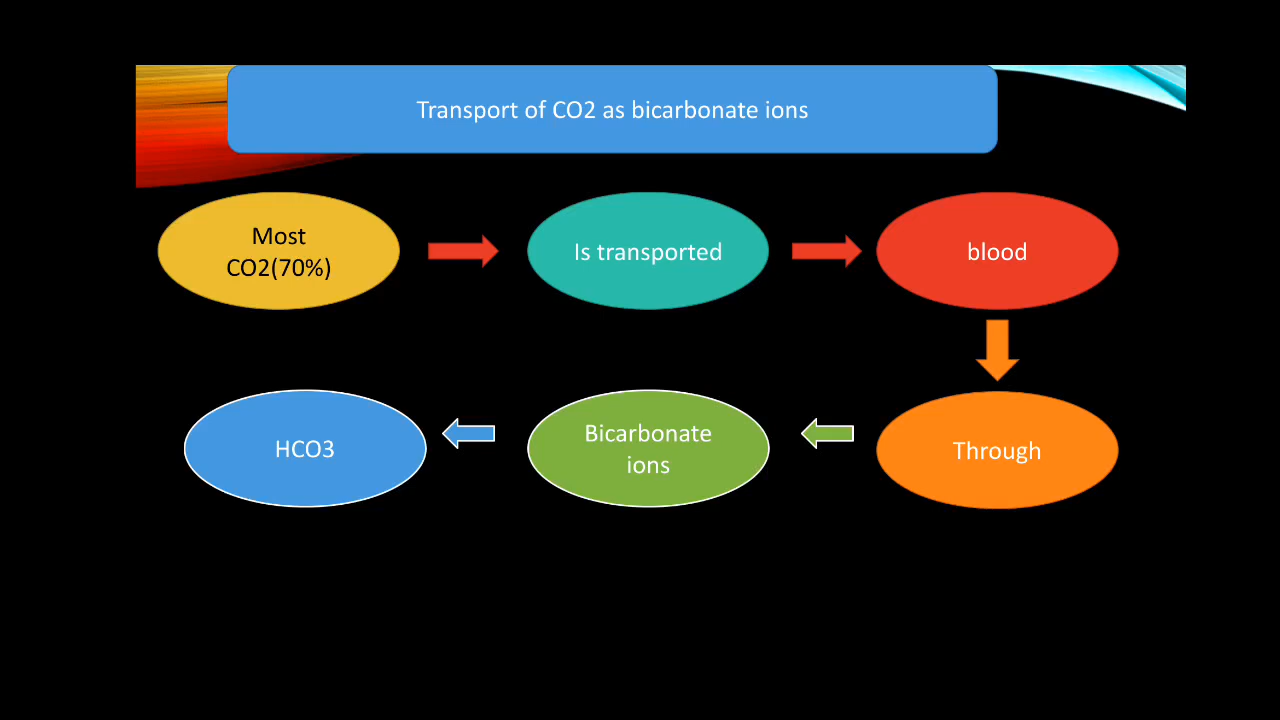 Transport of CO2 as bicarbonate ions
Most
CO2(70%)
Is transported
blood
Through
Bicarbonate
ions
HCO3